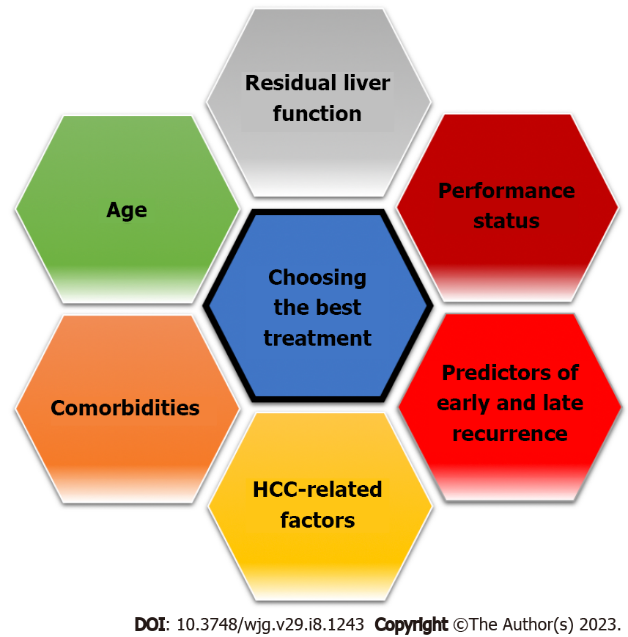 Residual liver
function
Performance
status
Age
Choosing
the best
treatment
Predictors of
early and late
recurrence
Comorbidities
HCC-related
factors
DOI: 10.3748/wjg.v29.i8.1243 Copyright ©The Author(s) 2023.